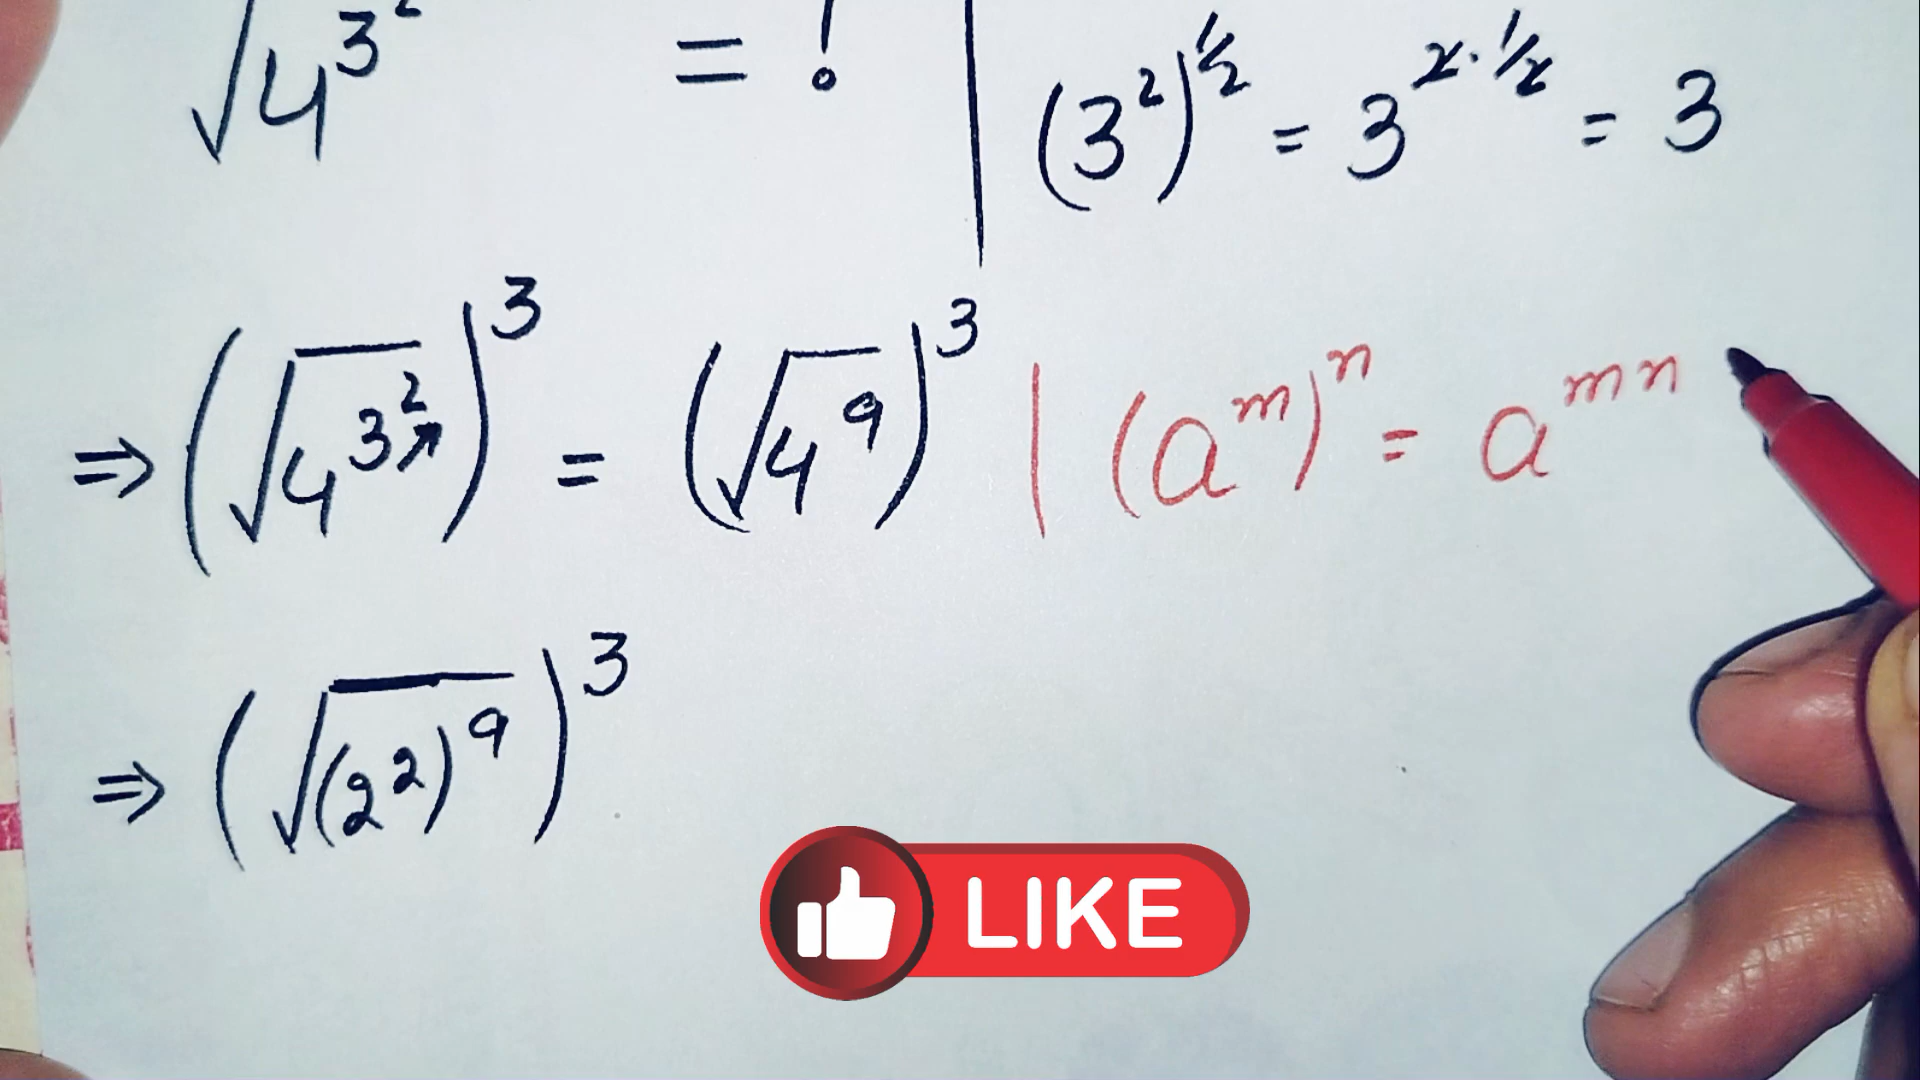 √4^3^2 = ?
(3^2)^1/2 = 3^2·1/2 = 3
⇒ (√4^3^2)^3 = (√4^9)^3 | (a^m)^n = a^mn
⇒ (√(2^2)^9)^3
LIKE